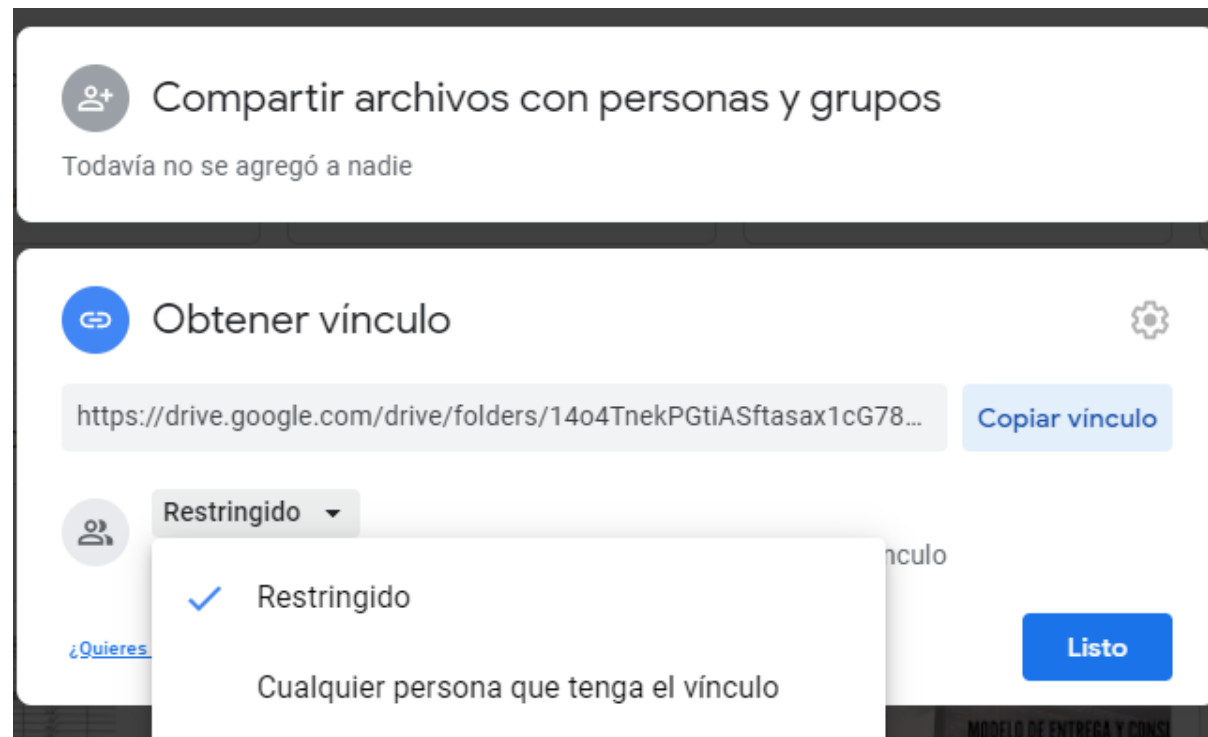 Compartir archivos con personas y grupos
Todavía no se agregó a nadie
Obtener vínculo
https://drive.google.com/drive/folders/14o4TnekPGtiASftasax1cG78...
Copiar vínculo
Restringido
nculo
Restringido
¿Quieres
Listo
Cualquier persona que tenga el vínculo
MODELO DE ENTREGA Y CONSI